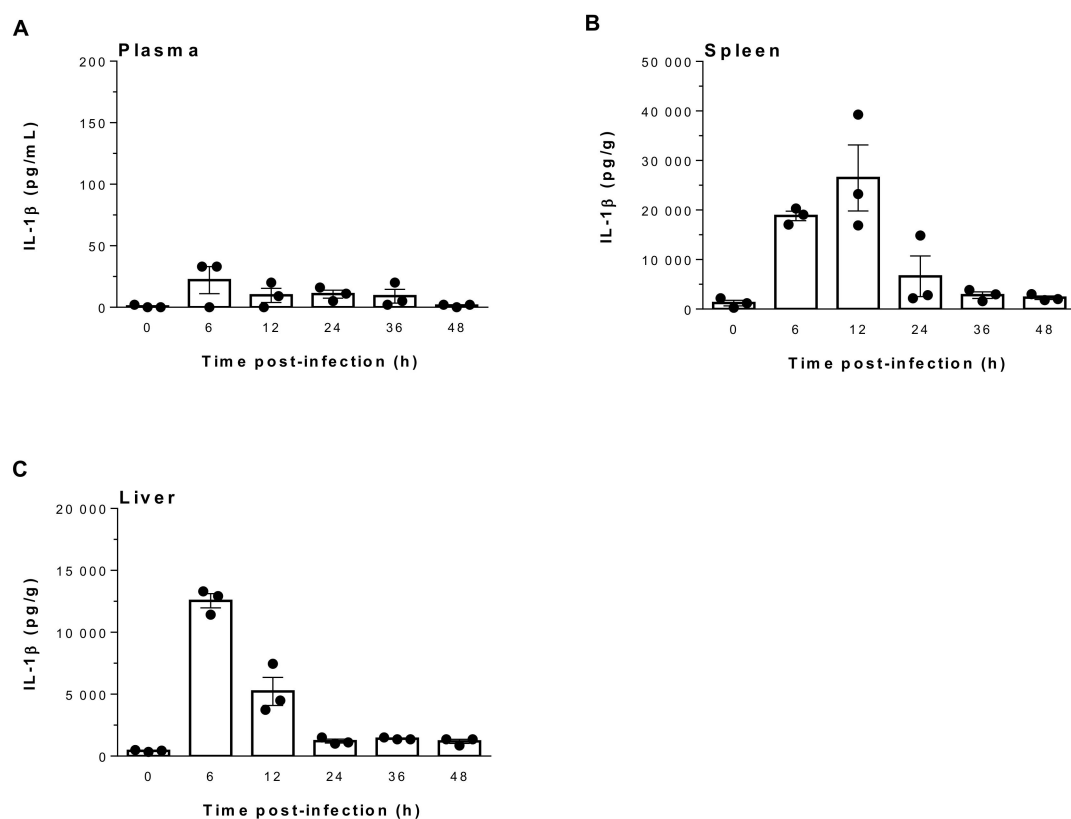 A
Plasma
200
150
100
50
0
IL-1β (pg/mL)
0 6 12 24 36 48
Time post-infection (h)
B
Spleen
50 000
40 000
30 000
20 000
10 000
0
IL-1β (pg/g)
0 6 12 24 36 48
Time post-infection (h)
C
Liver
20 000
15 000
10 000
5 000
0
IL-1β (pg/g)
0 6 12 24 36 48
Time post-infection (h)